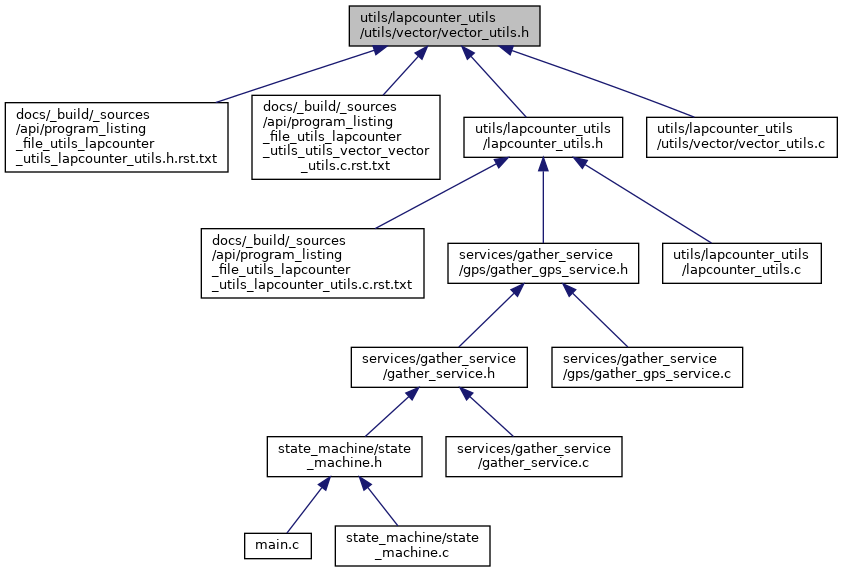 utils/lapcounter_utils
/utils/vector/vector_utils.h
docs/_build/_sources
/api/program_listing
_file_utils_lapcounter
_utils_lapcounter_utils.h.rst.txt
docs/_build/_sources
/api/program_listing
_file_utils_lapcounter
_utils_utils_vector_vector
_utils.c.rst.txt
utils/lapcounter_utils
/lapcounter_utils.h
utils/lapcounter_utils
/utils/vector/vector_utils.c
docs/_build/_sources
/api/program_listing
_file_utils_lapcounter
_utils_lapcounter_utils.c.rst.txt
services/gather_service
/gps/gather_gps_service.h
utils/lapcounter_utils
/lapcounter_utils.c
services/gather_service
/gather_service.h
services/gather_service
/gps/gather_gps_service.c
state_machine/state
_machine.h
services/gather_service
/gather_service.c
main.c
state_machine/state
_machine.c